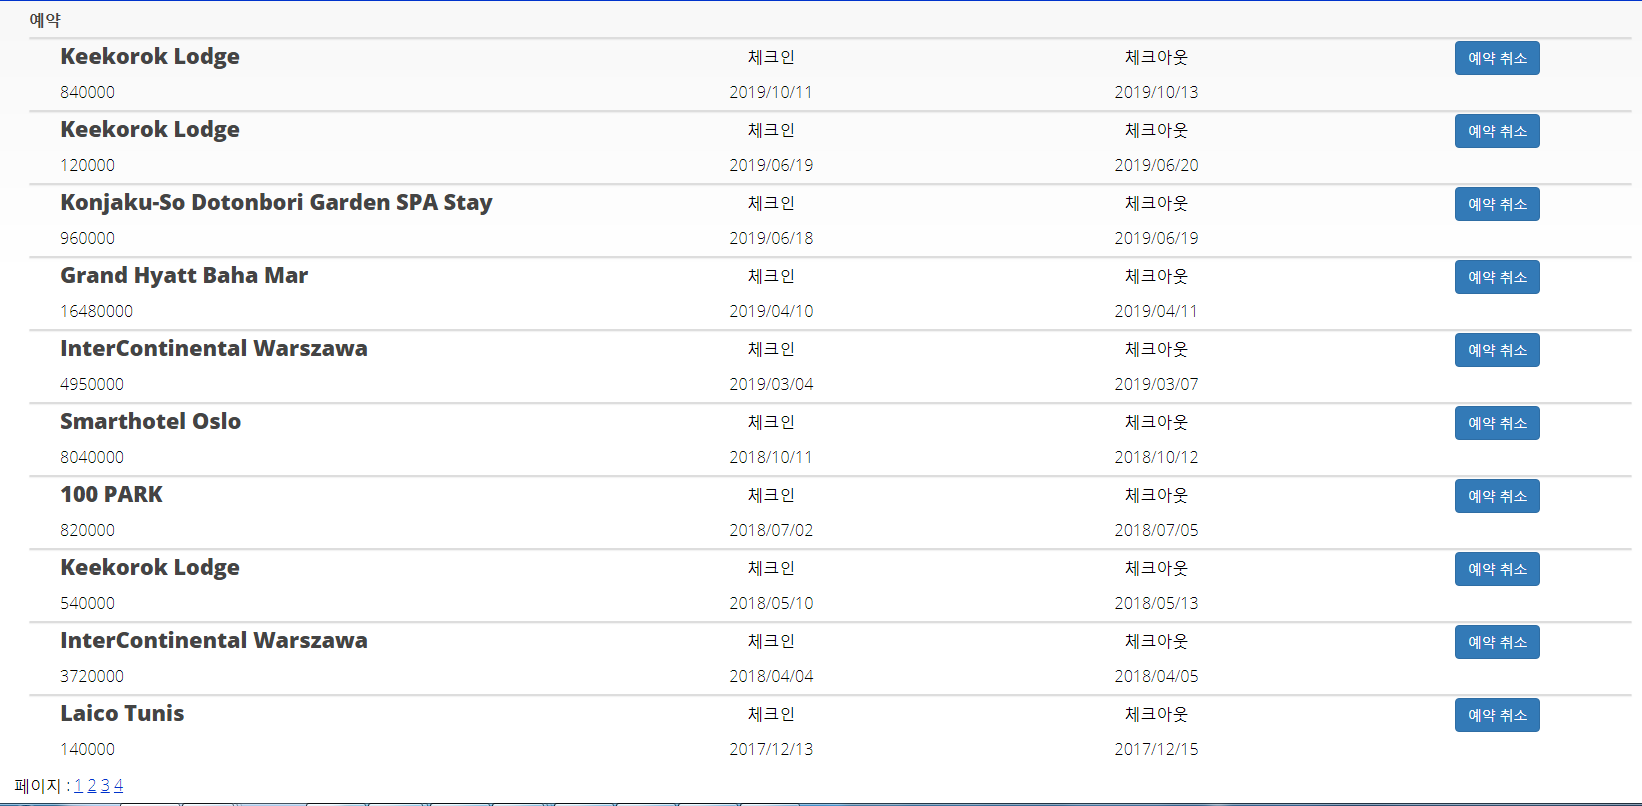 예약
Keekorok Lodge 체크인 체크아웃 예약 취소
840000 2019/10/11 2019/10/13
Keekorok Lodge 체크인 체크아웃 예약 취소
120000 2019/06/19 2019/06/20
Konjaku-So Dotonbori Garden SPA Stay 체크인 체크아웃 예약 취소
960000 2019/06/18 2019/06/19
Grand Hyatt Baha Mar 체크인 체크아웃 예약 취소
16480000 2019/04/10 2019/04/11
InterContinental Warszawa 체크인 체크아웃 예약 취소
4950000 2019/03/04 2019/03/07
Smarthotel Oslo 체크인 체크아웃 예약 취소
8040000 2018/10/11 2018/10/12
100 PARK 체크인 체크아웃 예약 취소
820000 2018/07/02 2018/07/05
Keekorok Lodge 체크인 체크아웃 예약 취소
540000 2018/05/10 2018/05/13
InterContinental Warszawa 체크인 체크아웃 예약 취소
3720000 2018/04/04 2018/04/05
Laico Tunis 체크인 체크아웃 예약 취소
140000 2017/12/13 2017/12/15
페이지 : 1 2 3 4